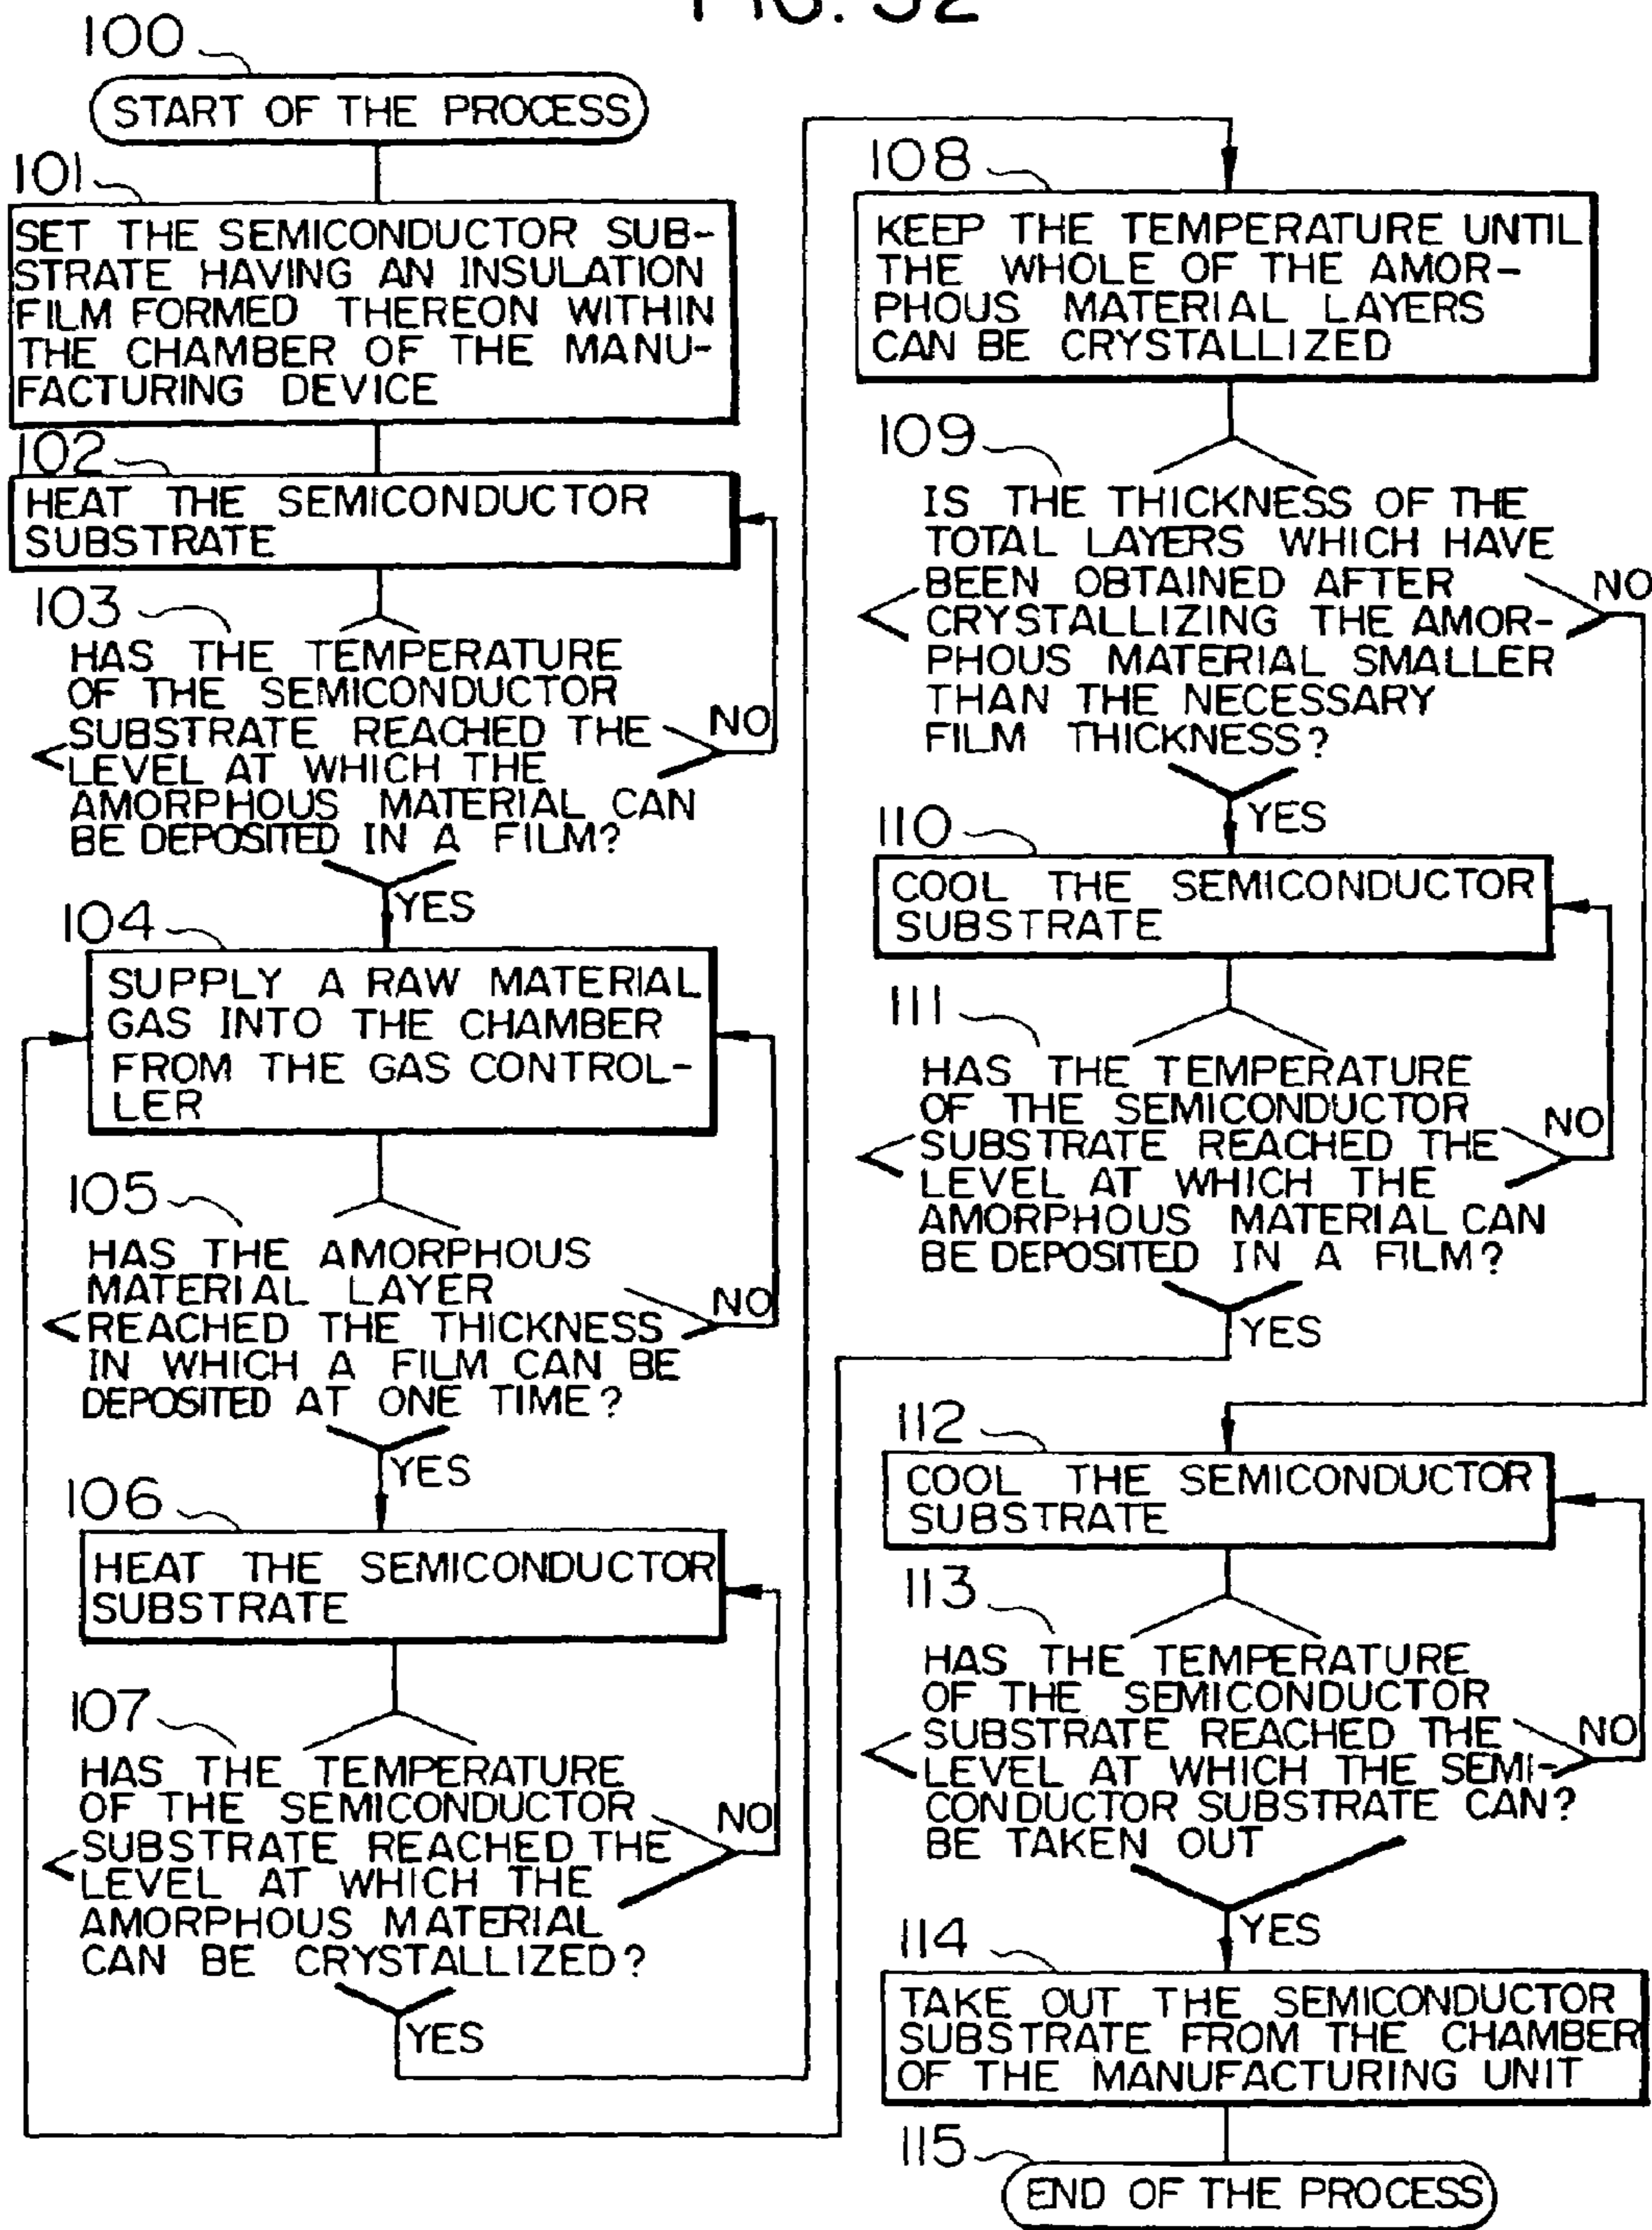 FIG. 32
100
START OF THE PROCESS
101
SET THE SEMICONDUCTOR SUB-
STRATE HAVING AN INSULATION
FILM FORMED THEREON WITHIN
THE CHAMBER OF THE MANU-
FACTURING DEVICE
102
HEAT THE SEMICONDUCTOR
SUBSTRATE
103
HAS THE TEMPERATURE
OF THE SEMICONDUCTOR
SUBSTRATE REACHED THE
NO
LEVEL AT WHICH THE
AMORPHOUS MATERIAL CAN
BE DEPOSITED IN A FILM?
YES
104
SUPPLY A RAW MATERIAL
GAS INTO THE CHAMBER
FROM THE GAS CONTROL-
LER
105
HAS THE AMORPHOUS
MATERIAL LAYER
NO
REACHED THE THICKNESS
IN WHICH A FILM CAN BE
DEPOSITED AT ONE TIME?
YES
106
HEAT THE SEMICONDUCTOR
SUBSTRATE
107
HAS THE TEMPERATURE
OF THE SEMICONDUCTOR
NO
SUBSTRATE REACHED THE
LEVEL AT WHICH THE
AMORPHOUS MATERIAL
CAN BE CRYSTALLIZED?
YES
108
KEEP THE TEMPERATURE UNTIL
THE WHOLE OF THE AMOR-
PHOUS MATERIAL LAYERS
CAN BE CRYSTALLIZED
109
IS THE THICKNESS OF THE
TOTAL LAYERS WHICH HAVE
BEEN OBTAINED AFTER
NO
CRYSTALLIZING THE AMOR-
PHOUS MATERIAL SMALLER
THAN THE NECESSARY
FILM THICKNESS?
YES
110
COOL THE SEMICONDUCTOR
SUBSTRATE
111
HAS THE TEMPERATURE
OF THE SEMICONDUCTOR
NO
SUBSTRATE REACHED THE
LEVEL AT WHICH THE
AMORPHOUS MATERIAL CAN
BE DEPOSITED IN A FILM?
YES
112
COOL THE SEMICONDUCTOR
SUBSTRATE
113
HAS THE TEMPERATURE
OF THE SEMICONDUCTOR
SUBSTRATE REACHED THE
NO
LEVEL AT WHICH THE SEMI-
CONDUCTOR SUBSTRATE CAN?
BE TAKEN OUT
YES
114
TAKE OUT THE SEMICONDUCTOR
SUBSTRATE FROM THE CHAMBER
OF THE MANUFACTURING UNIT
115
END OF THE PROCESS